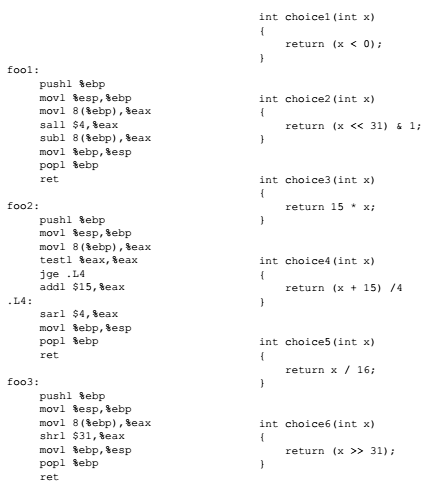 foo1:
pushl %ebp
movl %esp,%ebp
movl 8(%ebp),%eax
sall $4,%eax
subl 8(%ebp),%eax
movl %ebp,%esp
popl %ebp
ret
foo2:
pushl %ebp
movl %esp,%ebp
movl 8(%ebp),%eax
testl %eax,%eax
jge .L4
addl $15,%eax
.L4:
sarl $4,%eax
movl %ebp,%esp
popl %ebp
ret
foo3:
pushl %ebp
movl %esp,%ebp
movl 8(%ebp),%eax
shrl $31,%eax
movl %ebp,%esp
popl %ebp
ret
int choice1(int x)
{
return (x < 0);
}
int choice2(int x)
{
return (x << 31) & 1;
}
int choice3(int x)
{
return 15 * x;
}
int choice4(int x)
{
return (x + 15) /4
}
int choice5(int x)
{
return x / 16;
}
int choice6(int x)
{
return (x >> 31);
}